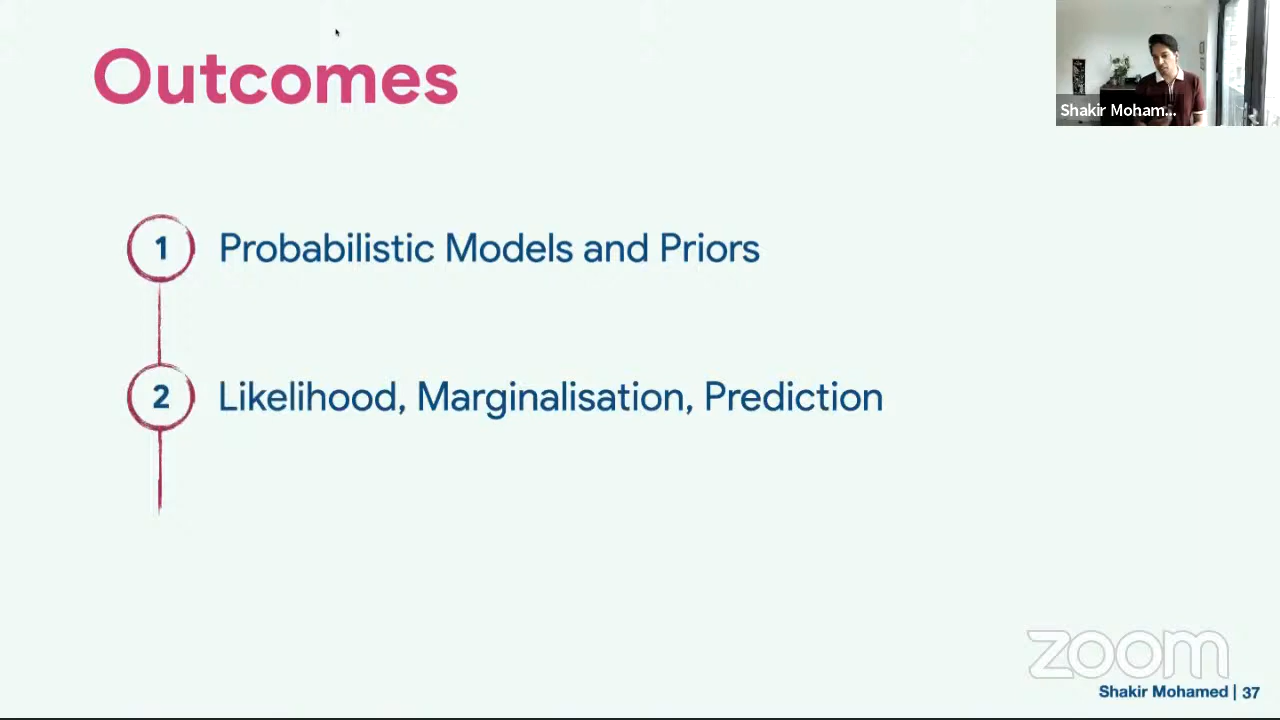 Outcomes
Shakir Moham...
1 Probabilistic Models and Priors
2 Likelihood, Marginalisation, Prediction
zoom
Shakir Mohamed | 37